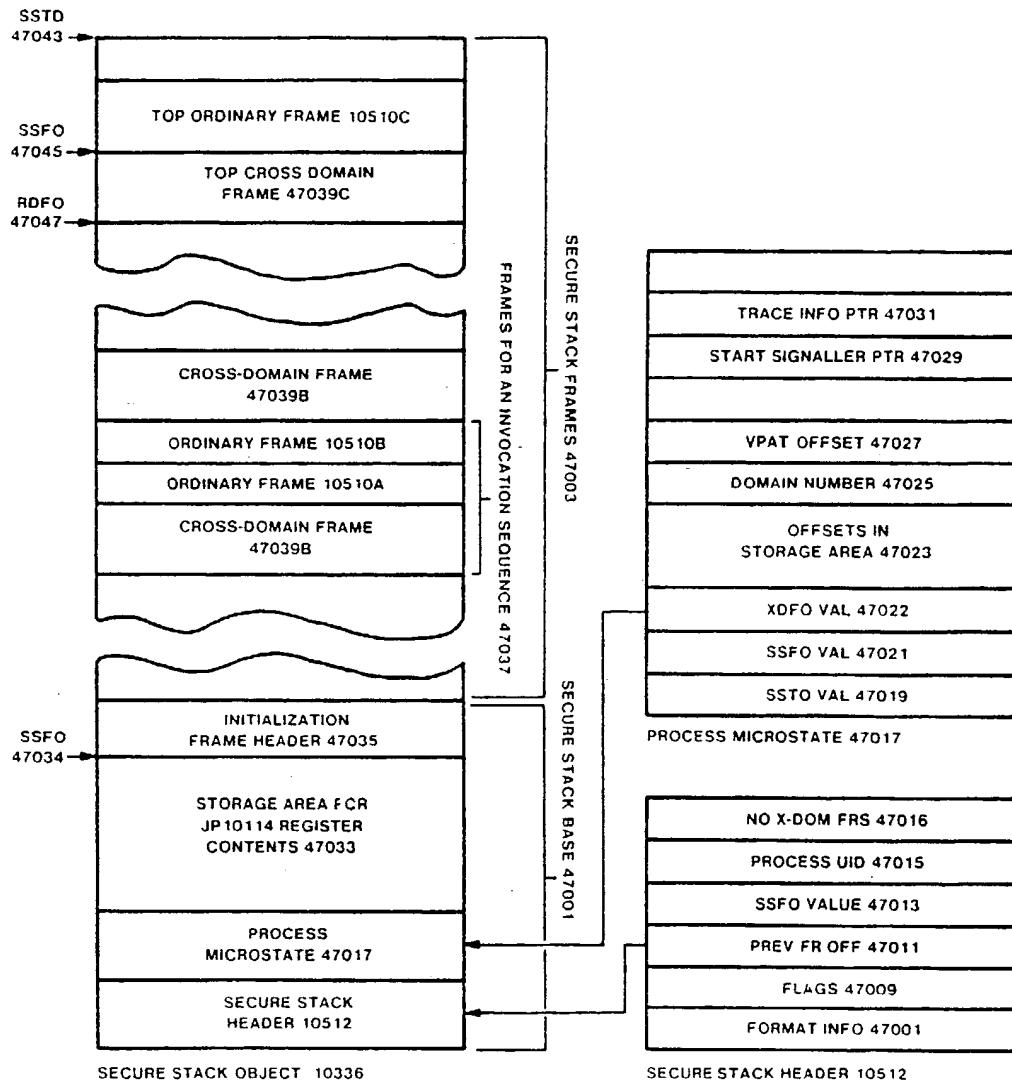 SSTD
47043
TOP ORDINARY FRAME 10510C
SSFO
47045
TOP CROSS DOMAIN
FRAME 47039C
RDFO
47047
CROSS-DOMAIN FRAME
47039B
ORDINARY FRAME 10510B
ORDINARY FRAME 10510A
CROSS-DOMAIN FRAME
47039B
FRAMES FOR AN INVOCATION SEQUENCE 47037
SECURE STACK FRAMES 47003
INITIALIZATION
FRAME HEADER 47035
SSFO
47034
STORAGE AREA FCR
JP10114 REGISTER
CONTENTS 47033
PROCESS
MICROSTATE 47017
SECURE STACK
HEADER 10512
SECURE STACK BASE 47001
SECURE STACK OBJECT 10336
TRACE INFO PTR 47031
START SIGNALLER PTR 47029
VPAT OFFSET 47027
DOMAIN NUMBER 47025
OFFSETS IN
STORAGE AREA 47023
XDFO VAL 47022
SSFO VAL 47021
SSTO VAL 47019
PROCESS MICROSTATE 47017
NO X-DOM FRS 47016
PROCESS UID 47015
SSFO VALUE 47013
PREV FR OFF 47011
FLAGS 47009
FORMAT INFO 47001
SECURE STACK HEADER 10512